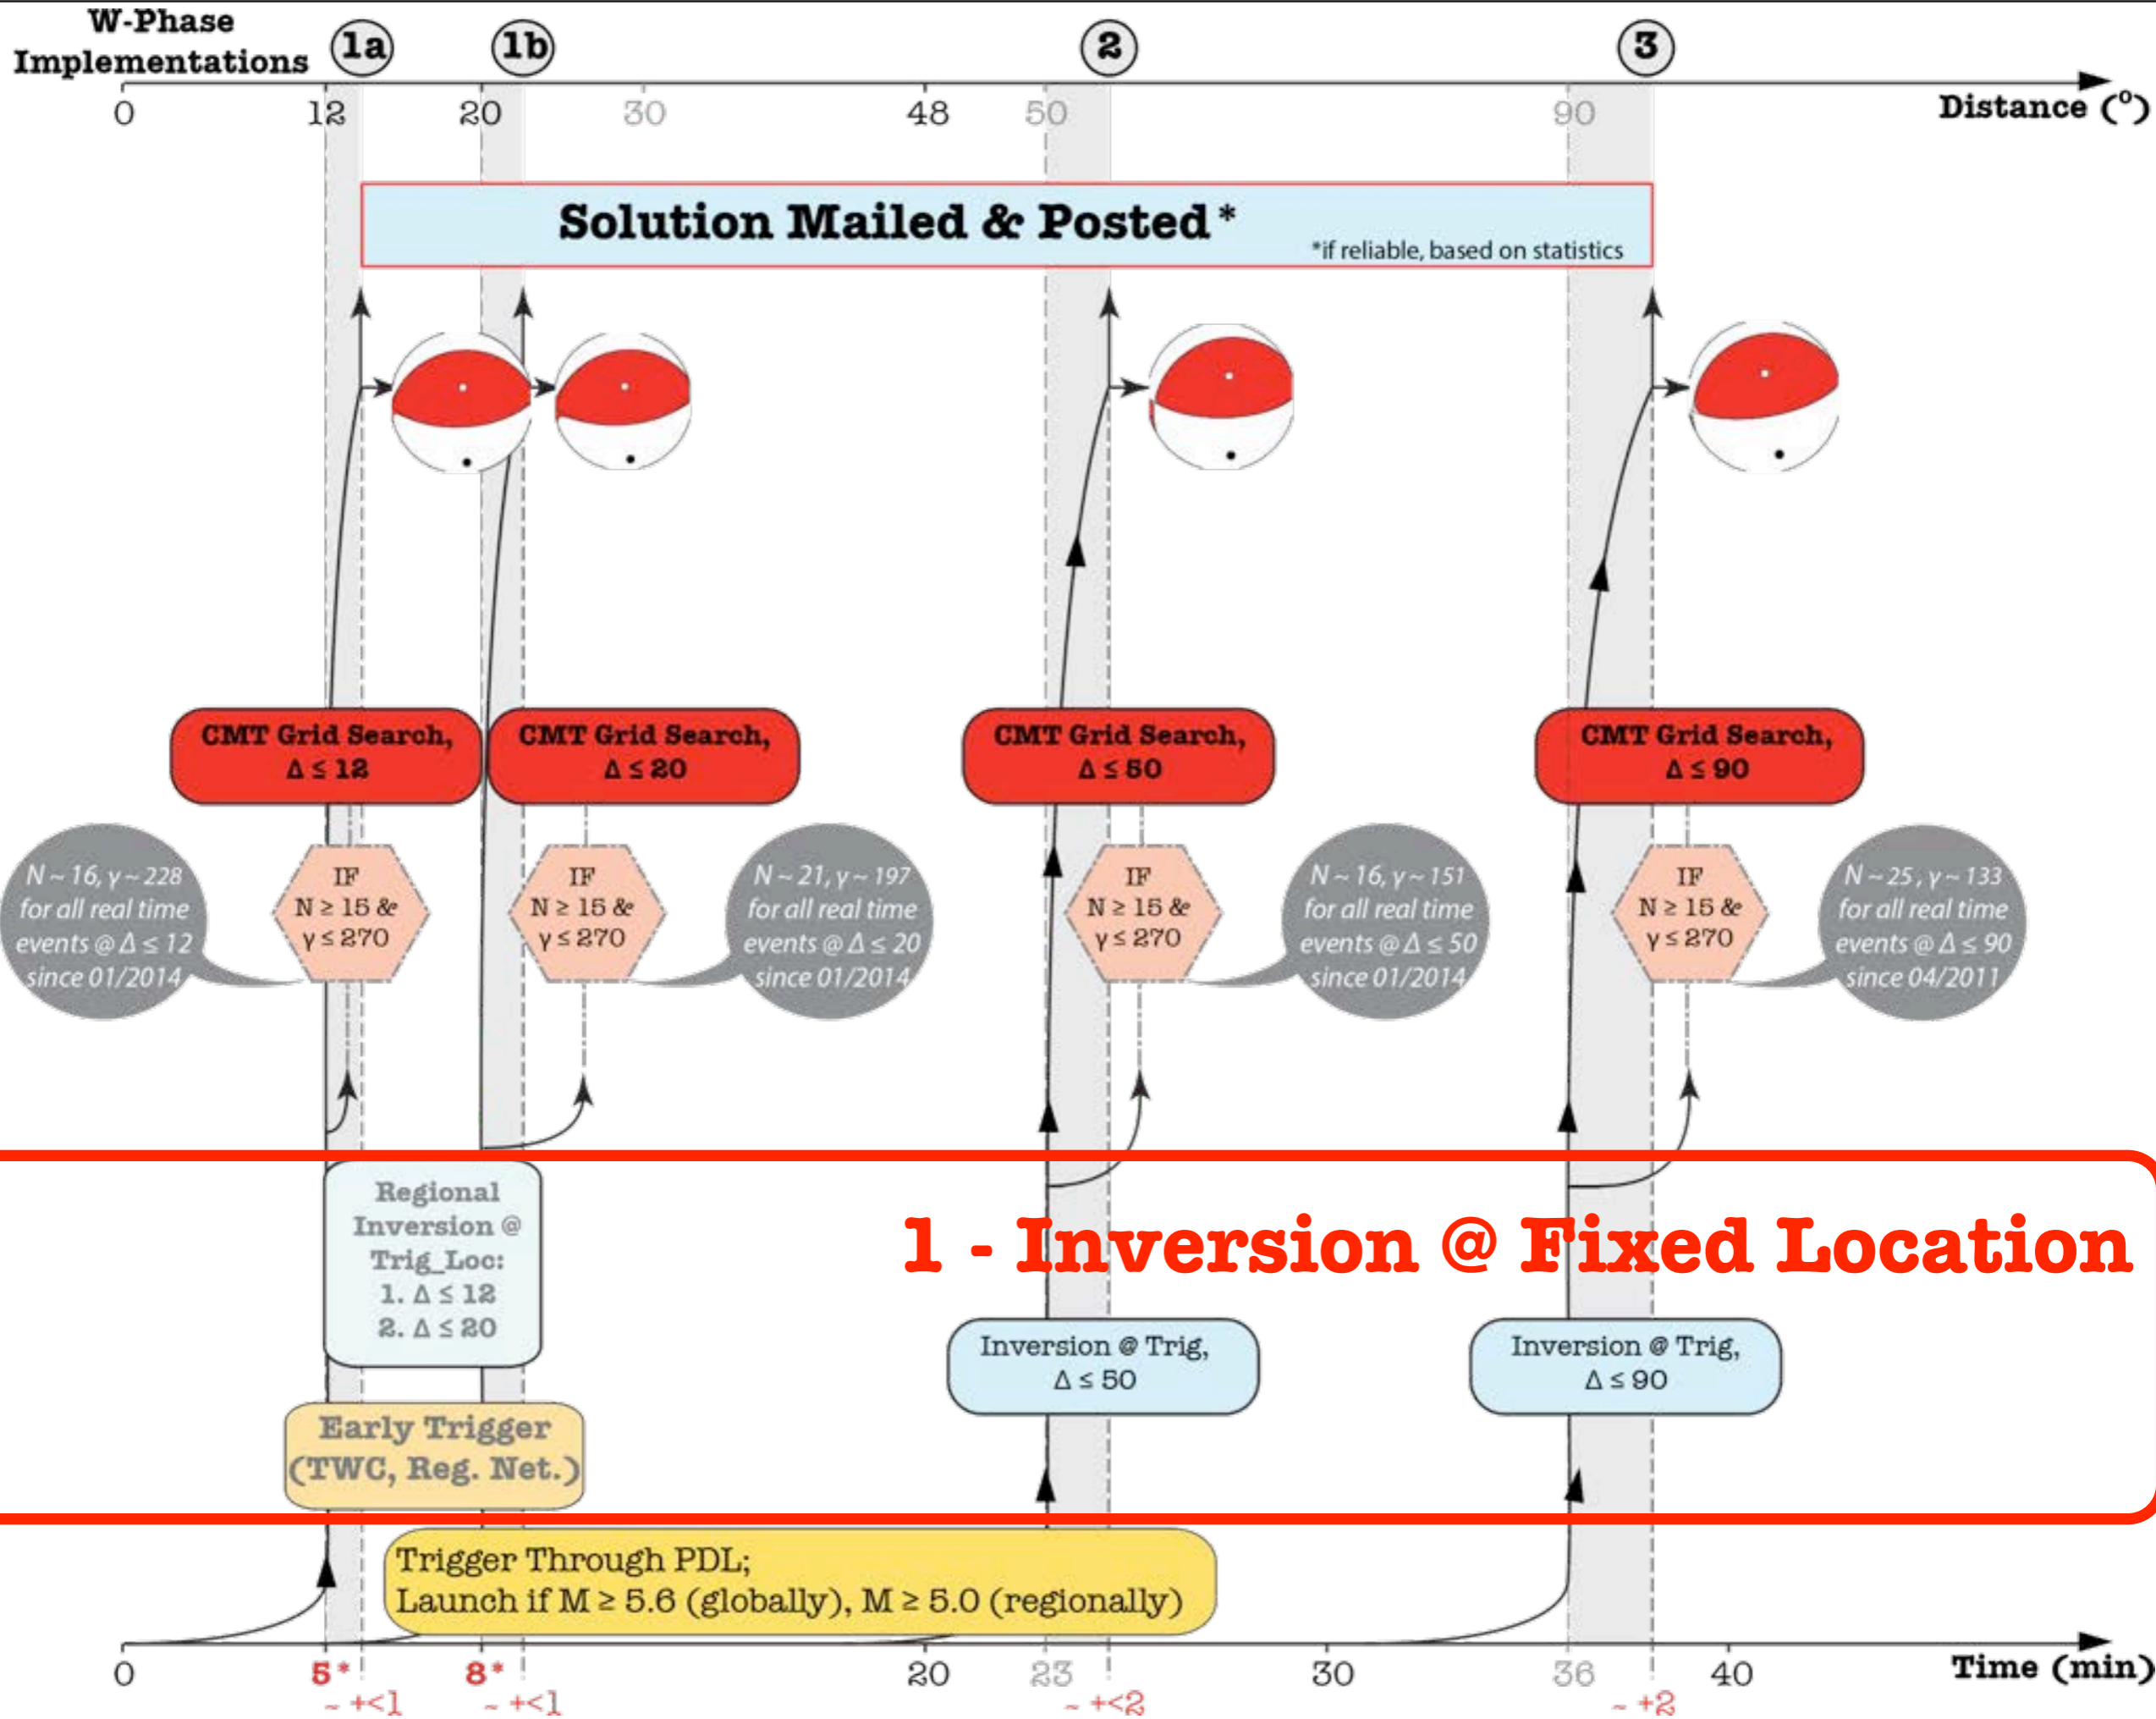 W-Phase
Implementations
1a
1b
2
3
0
12
20
30
48
50
90
Distance (°)
Solution Mailed & Posted*
*if reliable, based on statistics
CMT Grid Search,
Δ ≤ 12
CMT Grid Search,
Δ ≤ 20
CMT Grid Search,
Δ ≤ 50
CMT Grid Search,
Δ ≤ 90
N ~ 16, γ ~ 228
for all real time
events @ Δ ≤ 12
since 01/2014
IF
N ≥ 15 &
γ ≤ 270
IF
N ≥ 15 &
γ ≤ 270
N ~ 21, γ ~ 197
for all real time
events @ Δ ≤ 20
since 01/2014
IF
N ≥ 15 &
γ ≤ 270
N ~ 16, γ ~ 151
for all real time
events @ Δ ≤ 50
since 01/2014
IF
N ≥ 15 &
γ ≤ 270
N ~ 25, γ ~ 133
for all real time
events @ Δ ≤ 90
since 04/2011
Regional
Inversion @
Trig_Loc:
1. Δ ≤ 12
2. Δ ≤ 20
1 - Inversion @ Fixed Location
Inversion @ Trig,
Δ ≤ 50
Inversion @ Trig,
Δ ≤ 90
Early Trigger
(TWC, Reg. Net.)
Trigger Through PDL;
Launch if M ≥ 5.6 (globally), M ≥ 5.0 (regionally)
0
5*
8*
20
23
30
36
40
Time (min)
~ +<1
~ +<1
~ +<2
~ +2